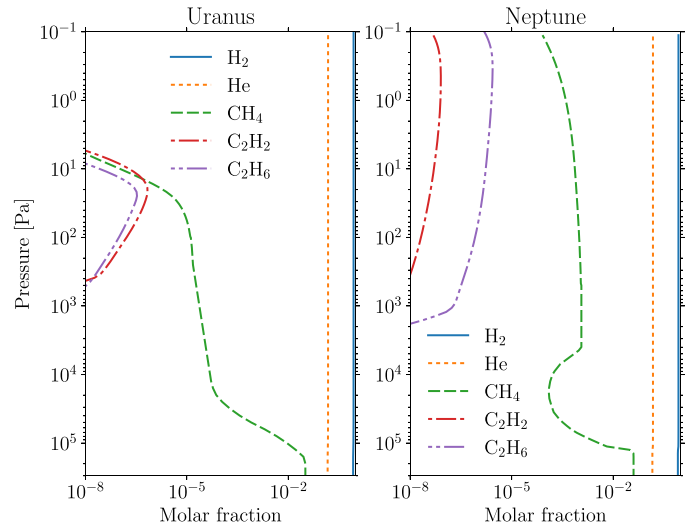 Uranus
Neptune
Pressure [Pa]
10⁻¹
10⁰
10¹
10²
10³
10⁴
10⁵
H₂
He
CH₄
C₂H₂
C₂H₆
10⁻⁸
10⁻⁵
10⁻²
Molar fraction
10⁻¹
10⁰
10¹
10²
10³
10⁴
10⁵
H₂
He
CH₄
C₂H₂
C₂H₆
10⁻⁸
10⁻⁵
10⁻²
Molar fraction